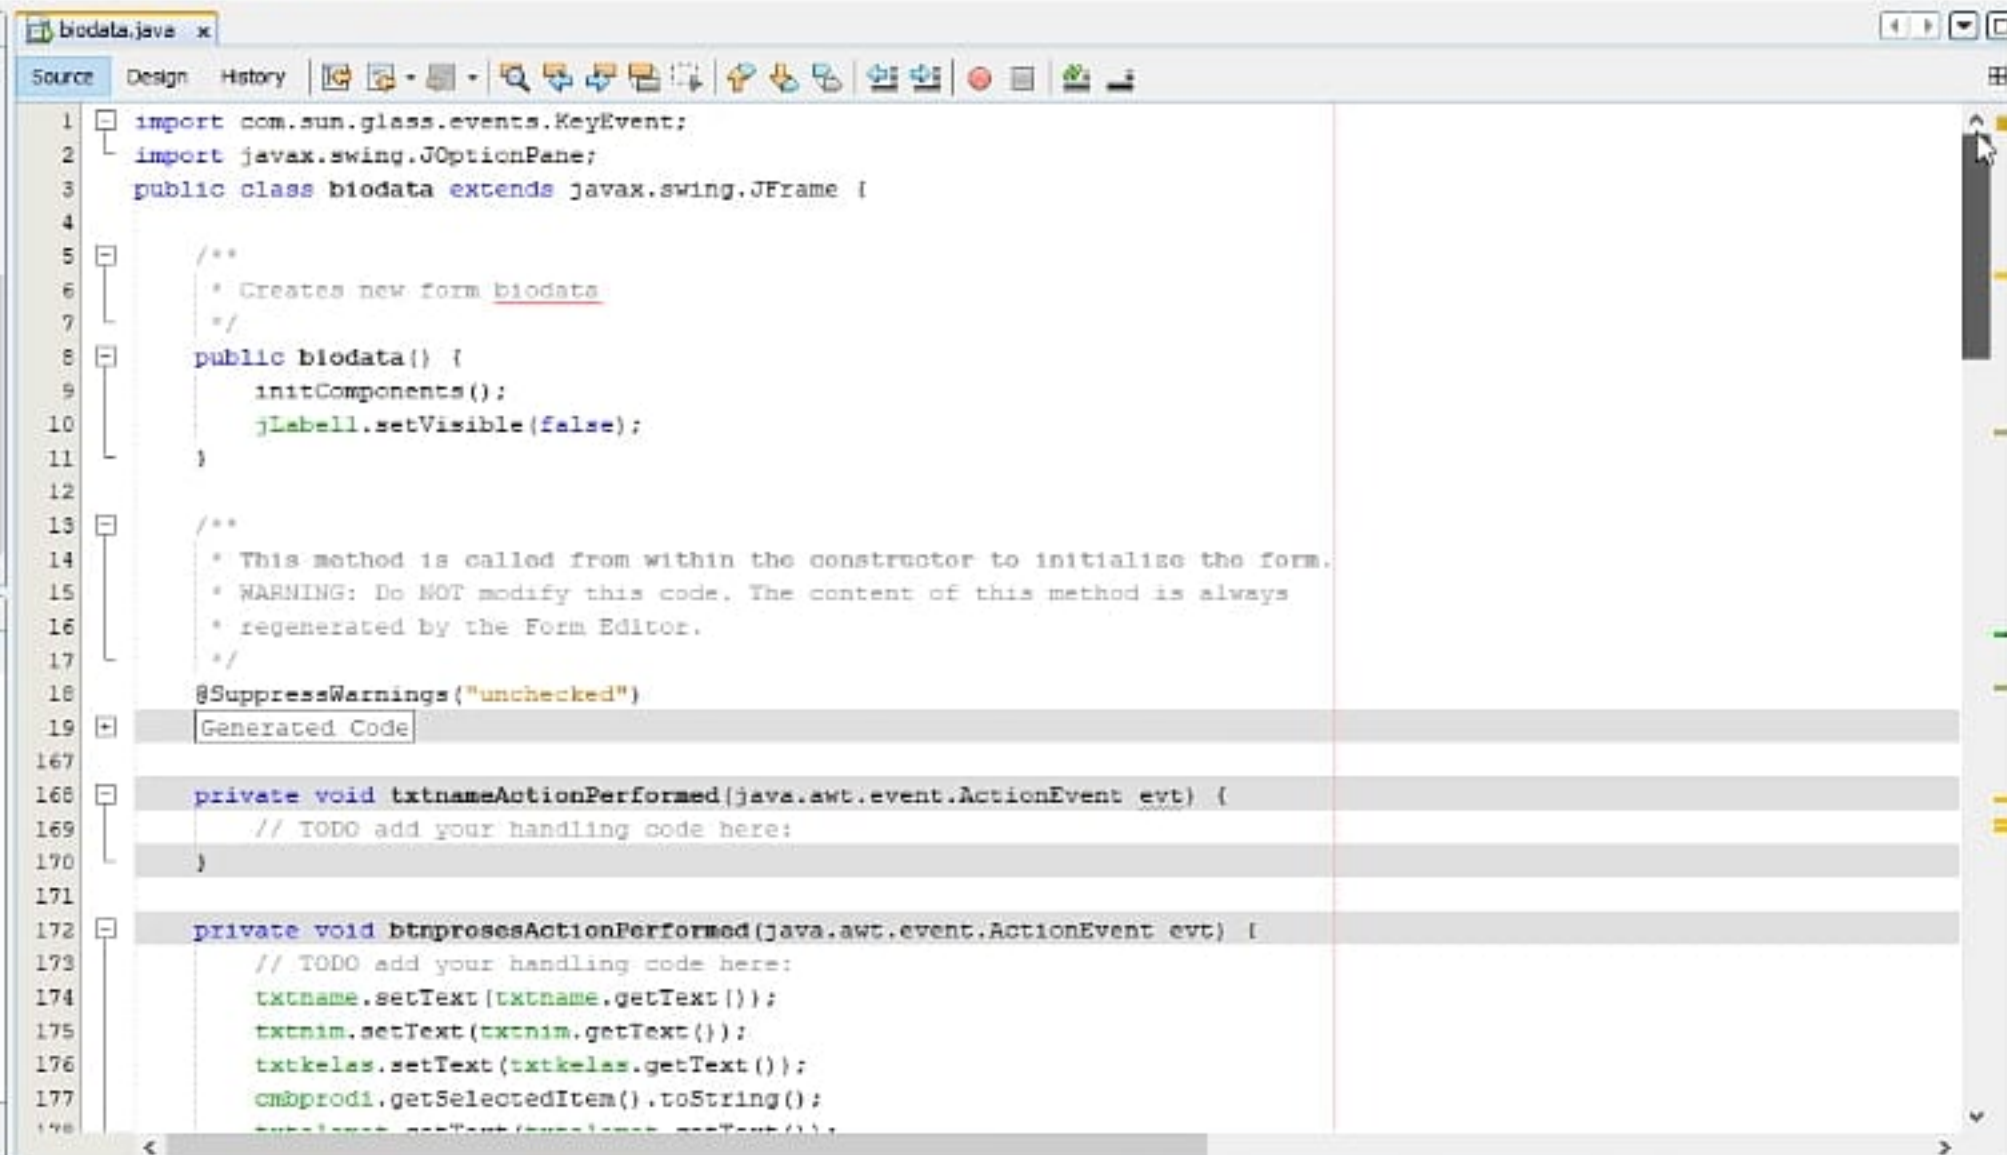 biodata.java x
Source Design History
1 import com.sun.glass.events.KeyEvent;
2 import javax.swing.JOptionPane;
3 public class biodata extends javax.swing.JFrame {
4
5 /**
6 * Creates new form biodata
7 */
8 public biodata() {
9 initComponents();
10 jLabel1.setVisible(false);
11 }
12
13 /**
14 * This method is called from within the constructor to initialize the form.
15 * WARNING: Do NOT modify this code. The content of this method is always
16 * regenerated by the Form Editor.
17 */
18 @SuppressWarnings("unchecked")
19 Generated Code
167
168 private void txtnameActionPerformed(java.awt.event.ActionEvent evt) {
169 // TODO add your handling code here:
170 }
171
172 private void btnprosesActionPerformed(java.awt.event.ActionEvent evt) {
173 // TODO add your handling code here:
174 txtname.setText(txtname.getText());
175 txtnim.setText(txtnim.getText());
176 txtkelas.setText(txtkelas.getText());
177 cmbprodi.getSelectedItem().toString();